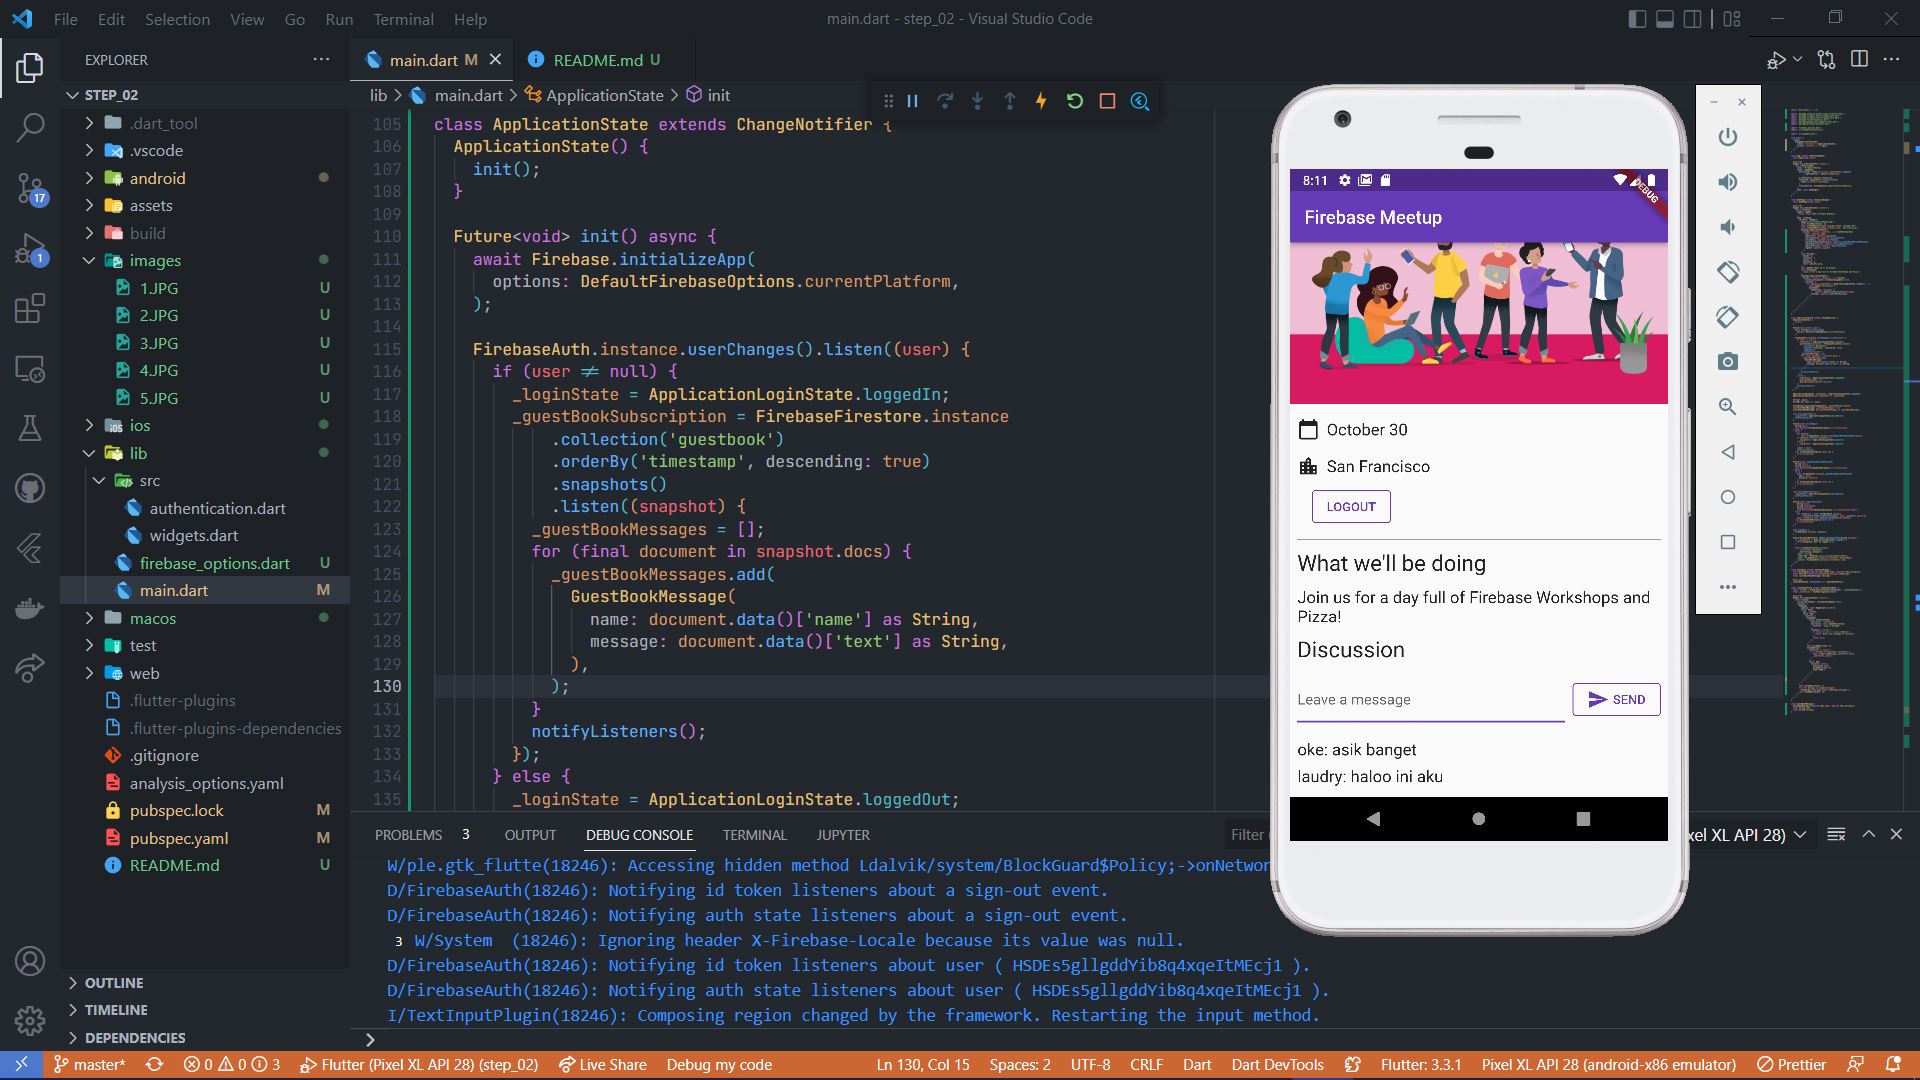 File Edit Selection View Go Run Terminal Help
main.dart - step_02 - Visual Studio Code
EXPLORER
main.dart M
README.md U
STEP_02
lib > main.dart > ApplicationState > init
.dart_tool
.vscode
android
assets
build
images
1.JPG U
2.JPG U
3.JPG U
4.JPG U
5.JPG U
ios
lib
src
authentication.dart
widgets.dart
firebase_options.dart U
main.dart M
macos
test
web
.flutter-plugins
.flutter-plugins-dependencies
.gitignore
analysis_options.yaml
pubspec.lock M
pubspec.yaml M
README.md U
OUTLINE
TIMELINE
DEPENDENCIES
17
1
105 class ApplicationState extends ChangeNotifier {
106 ApplicationState() {
107 init();
108 }
109
110 Future<void> init() async {
111 await Firebase.initializeApp(
112 options: DefaultFirebaseOptions.currentPlatform,
113 );
114
115 FirebaseAuth.instance.userChanges().listen((user) {
116 if (user != null) {
117 _loginState = ApplicationLoginState.loggedIn;
118 _guestBookSubscription = FirebaseFirestore.instance
119 .collection('guestbook')
120 .orderBy('timestamp', descending: true)
121 .snapshots()
122 .listen((snapshot) {
123 _guestBookMessages = [];
124 for (final document in snapshot.docs) {
125 _guestBookMessages.add(
126 GuestBookMessage(
127 name: document.data()['name'] as String,
128 message: document.data()['text'] as String,
129 ),
130 );
131 }
132 notifyListeners();
133 });
134 } else {
135 _loginState = ApplicationLoginState.loggedOut;
PROBLEMS 3 OUTPUT DEBUG CONSOLE TERMINAL JUPYTER
Filter
xel XL API 28)
W/ple.gtk_flutte(18246): Accessing hidden method Ldalvik/system/BlockGuard$Policy;->onNetwor
D/FirebaseAuth(18246): Notifying id token listeners about a sign-out event.
D/FirebaseAuth(18246): Notifying auth state listeners about a sign-out event.
3 W/System (18246): Ignoring header X-Firebase-Locale because its value was null.
D/FirebaseAuth(18246): Notifying id token listeners about user ( HSDEs5gllgddYib8q4xqeItMEcj1 ).
D/FirebaseAuth(18246): Notifying auth state listeners about user ( HSDEs5gllgddYib8q4xqeItMEcj1 ).
I/TextInputPlugin(18246): Composing region changed by the framework. Restarting the input method.
8:11
DEBUG
Firebase Meetup
October 30
San Francisco
LOGOUT
What we'll be doing
Join us for a day full of Firebase Workshops and
Pizza!
Discussion
Leave a message
SEND
oke: asik banget
laudry: haloo ini aku
master* 0 0 3 Flutter (Pixel XL API 28) (step_02) Live Share Debug my code Ln 130, Col 15 Spaces: 2 UTF-8 CRLF Dart Dart DevTools Flutter: 3.3.1 Pixel XL API 28 (android-x86 emulator) Prettier